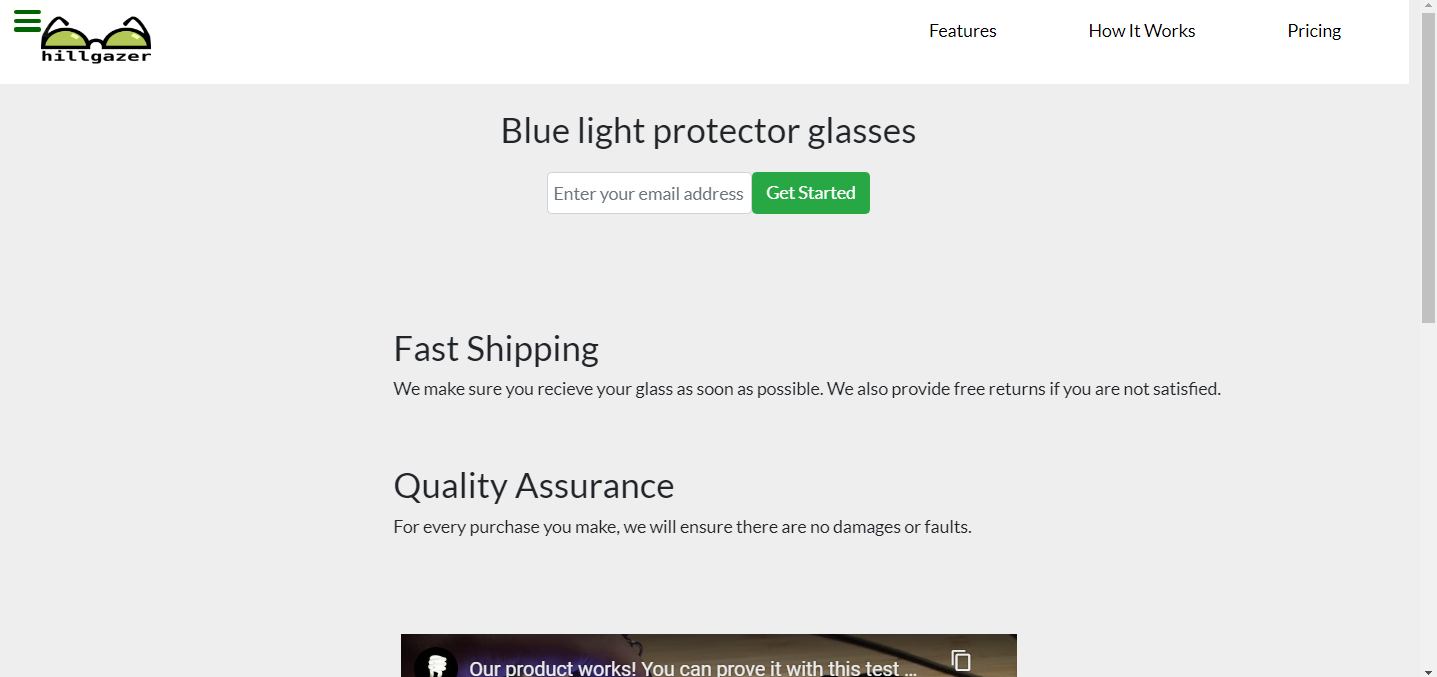 hillgazer
Features
How It Works
Pricing
Blue light protector glasses
Enter your email address
Get Started
Fast Shipping
We make sure you recieve your glass as soon as possible. We also provide free returns if you are not satisfied.
Quality Assurance
For every purchase you make, we will ensure there are no damages or faults.
Our product works! You can prove it with this test ...